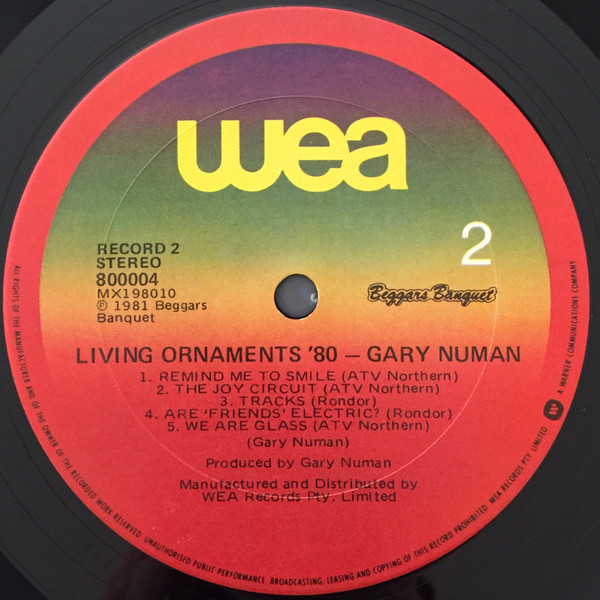 wea
2
RECORD 2
STEREO
800004
MX198010
℗ 1981 Beggars
Banquet
Beggars Banquet
LIVING ORNAMENTS '80 — GARY NUMAN
1. REMIND ME TO SMILE (ATV Northern)
2. THE JOY CIRCUIT (ATV Northern)
3. TRACKS (Rondor)
4. ARE 'FRIENDS' ELECTRIC? (Rondor)
5. WE ARE GLASS (ATV Northern)
(Gary Numan)
Produced by Gary Numan
Manufactured and Distributed by
WEA Records Pty. Limited
All RIGHTS OF THE MANUFACTURER AND OF THE OWNER OF THE RECORDED WORK RESERVED. UNAUTHORISED PUBLIC PERFORMANCE, BROADCASTING, LEASING AND COPYING OF THIS RECORD PROHIBITED. WEA RECORDS PTY. LIMITED W A WARNER COMMUNICATIONS COMPANY.